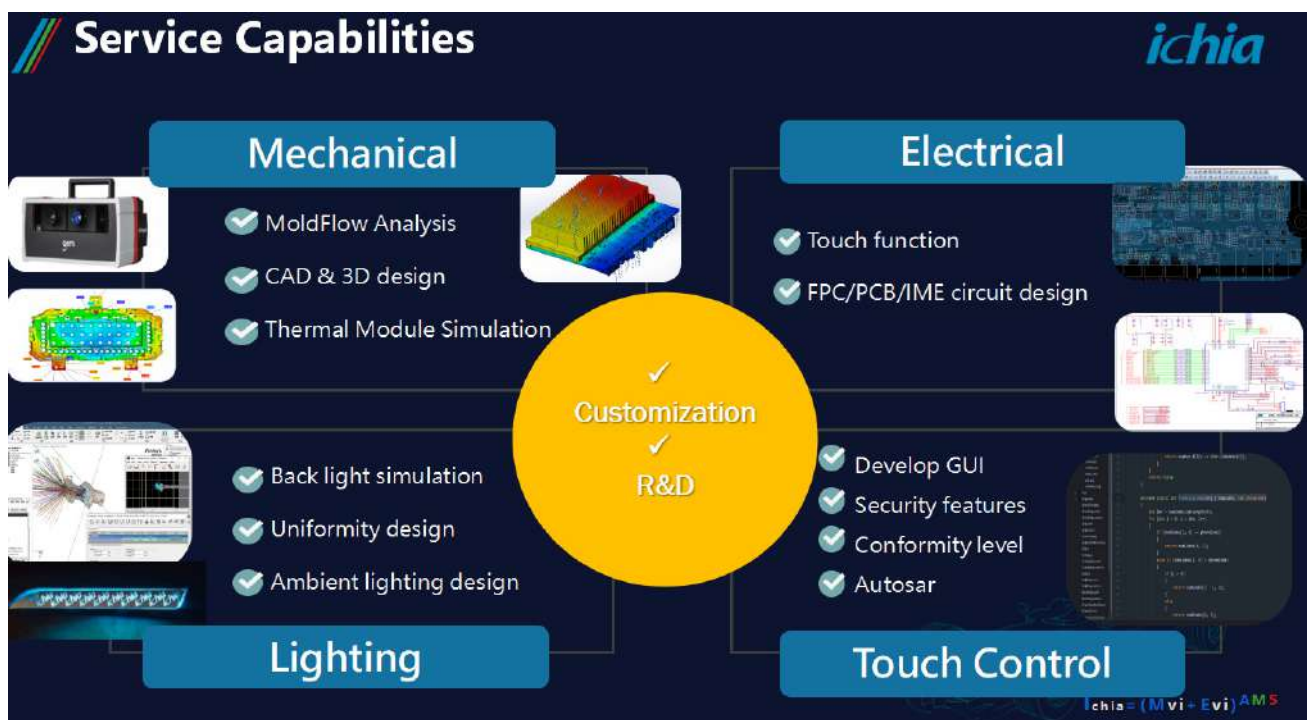 Service Capabilities
ichia
Mechanical
MoldFlow Analysis
CAD & 3D design
Thermal Module Simulation
Electrical
Touch function
FPC/PCB/IME circuit design
Customization
R&D
Back light simulation
Uniformity design
Ambient lighting design
Lighting
Develop GUI
Security features
Conformity level
Autosar
Touch Control
Ichia=(Mvi+Evi)AMS